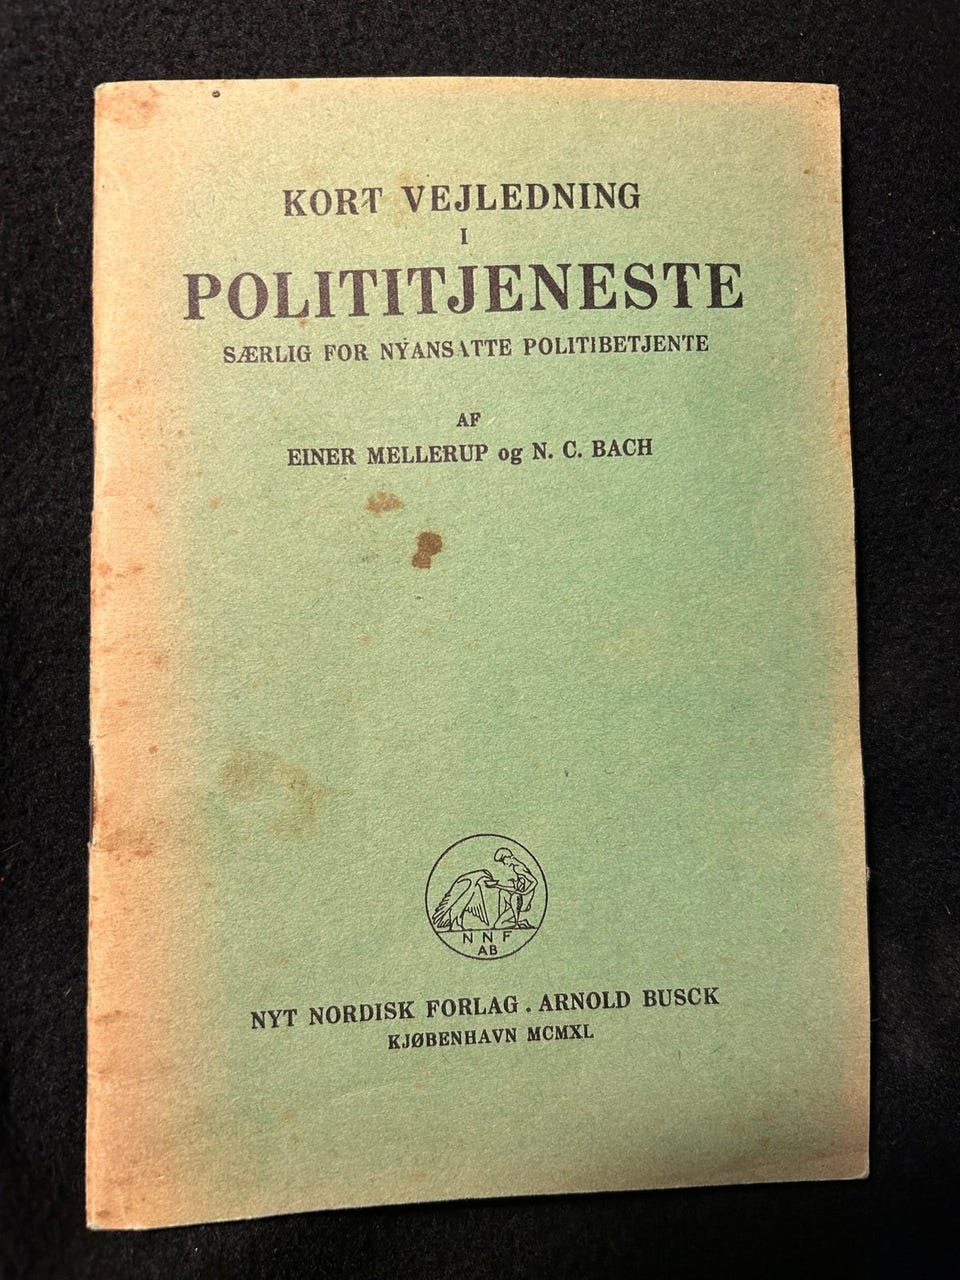 KORT VEJLEDNING
I
POLITITJENESTE
SÆRLIG FOR NYANSATTE POLITIBETJENTE
AF
EINER MELLERUP og N. C. BACH
N N F
AB
NYT NORDISK FORLAG . ARNOLD BUSCK
KJØBENHAVN MCMXL